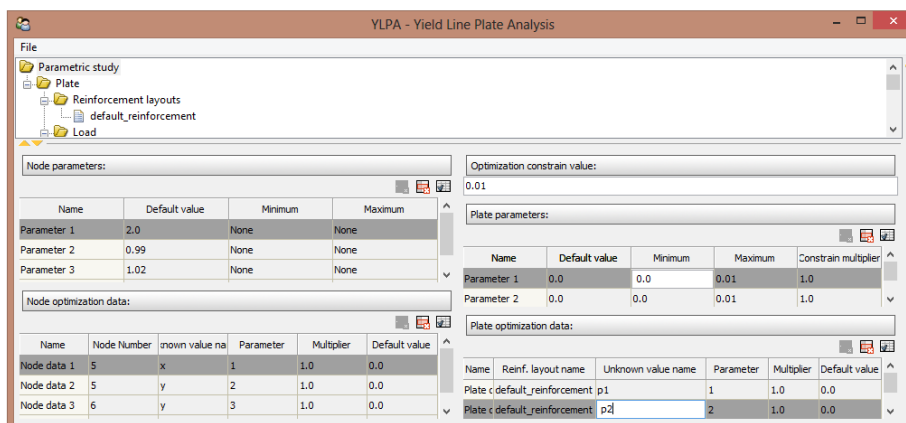 YLPA - Yield Line Plate Analysis
File
Parametric study
Plate
Reinforcement layouts
default_reinforcement
Load
Node parameters:
Name Default value Minimum Maximum
Parameter 1 2.0 None None
Parameter 2 0.99 None None
Parameter 3 1.02 None None
Node optimization data:
Name Node Number nown value na Parameter Multiplier Default value
Node data 1 5 x 1 1.0 0.0
Node data 2 5 y 2 1.0 0.0
Node data 3 6 y 3 1.0 0.0
Optimization constrain value:
0.01
Plate parameters:
Name Default value Minimum Maximum Constrain multiplier
Parameter 1 0.0 0.0 0.01 1.0
Parameter 2 0.0 0.0 0.01 1.0
Plate optimization data:
Name Reinf. layout name Unknown value name Parameter Multiplier Default value
Plate d default_reinforcement p1 1 1.0 0.0
Plate d default_reinforcement p2 2 1.0 0.0